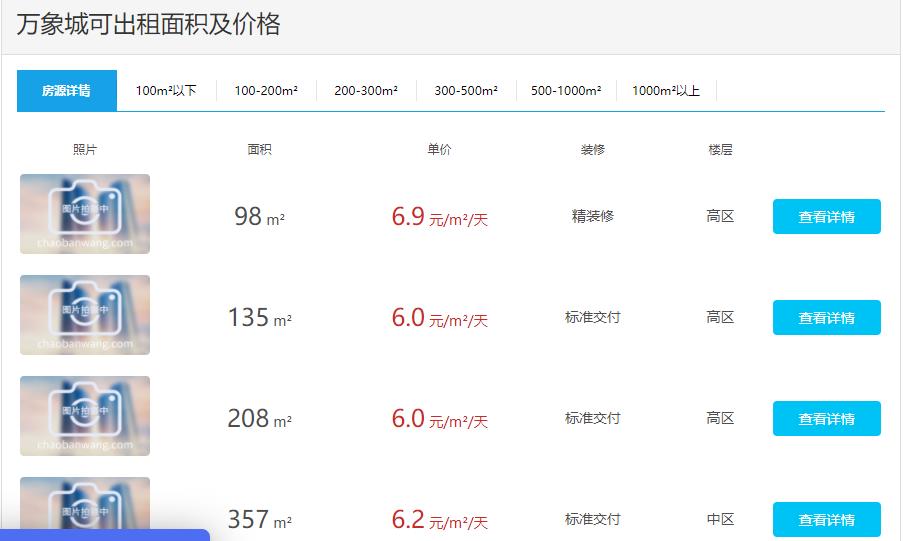 万象城可出租面积及价格
房源详情 100m²以下 100-200m² 200-300m² 300-500m² 500-1000m² 1000m²以上
照片 面积 单价 装修 楼层
图片拍摄中
chaobanwang.com
98 m² 6.9 元/m²/天 精装修 高区 查看详情
图片拍摄中
chaobanwang.com
135 m² 6.0 元/m²/天 标准交付 高区 查看详情
图片拍摄中
chaobanwang.com
208 m² 6.0 元/m²/天 标准交付 高区 查看详情
图片拍摄中
357 m² 6.2 元/m²/天 标准交付 中区 查看详情